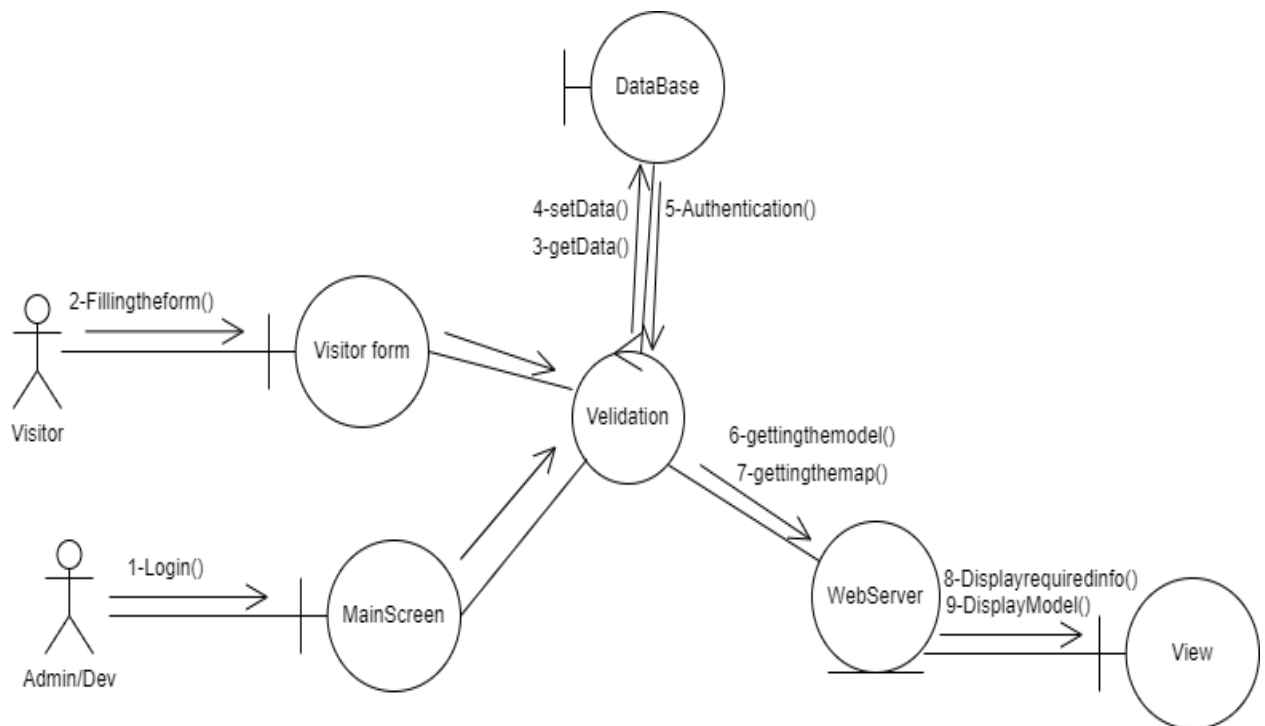 DataBase
4-setData()
5-Authentication()
3-getData()
2-Fillingtheform()
Visitor form
Visitor
Velidation
6-gettingthemodel()
7-gettingthemap()
1-Login()
MainScreen
Admin/Dev
WebServer
8-Displayrequiredinfo()
9-DisplayModel()
View